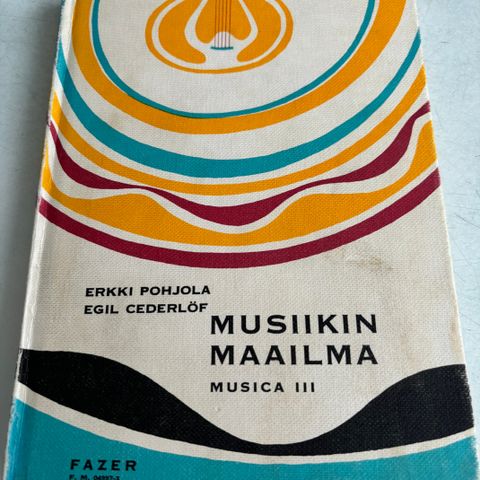 ERKKI POHJOLA
EGIL CEDERLÖF
MUSIIKIN
MAAILMA
MUSICA III
FAZER
F. M.